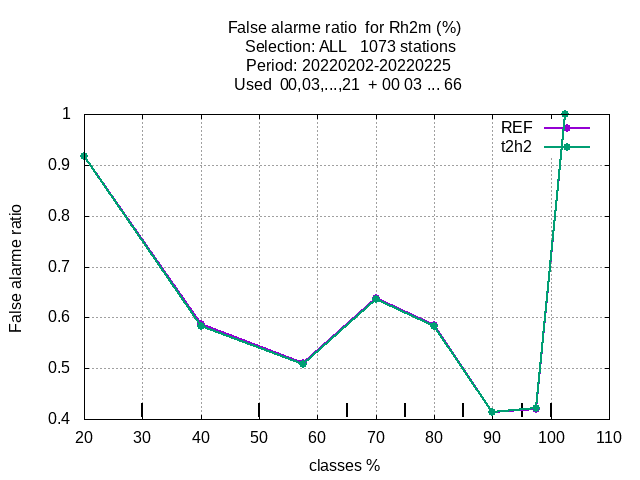 False alarme ratio  for Rh2m (%)
Selection: ALL   1073 stations
Period: 20220202-20220225
Used  00,03,...,21  + 00 03 ... 66
REF
t2h2
1
0.9
0.8
0.7
0.6
0.5
0.4
False alarme ratio
20 30 40 50 60 70 80 90 100 110
classes %